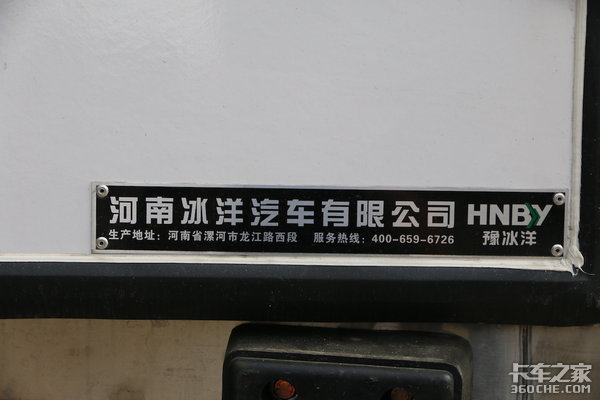 河南冰洋汽车有限公司 HNBY
生产地址：河南省漯河市龙江路西段 服务热线：400-659-6726 豫冰洋
卡车之家
360CHE.COM